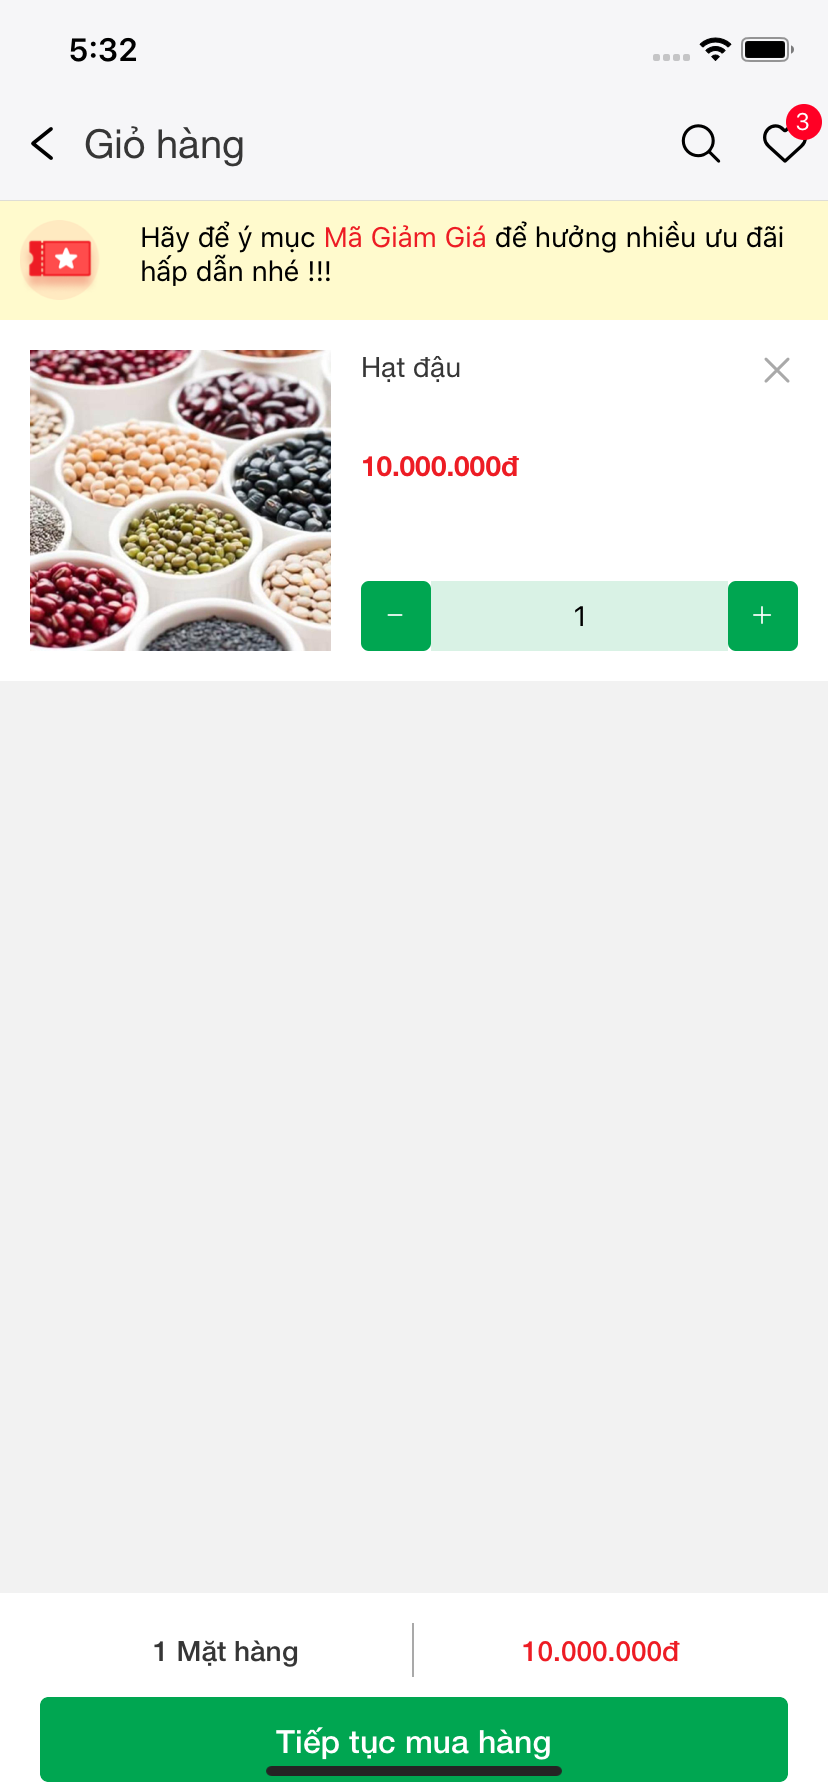 5:32
Giỏ hàng
3
Hãy để ý mục Mã Giảm Giá để hưởng nhiều ưu đãi
hấp dẫn nhé !!!
Hạt đậu
10.000.000đ
− 1 +
1 Mặt hàng
10.000.000đ
Tiếp tục mua hàng